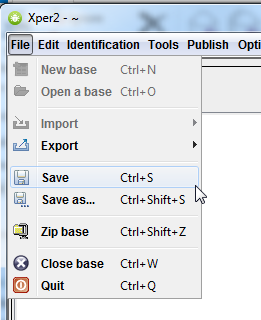 Xper2 - ~
File Edit Identification Tools Publish Opti
New base Ctrl+N
Open a base Ctrl+O
Import
Export
Save Ctrl+S
Save as... Ctrl+Shift+S
Zip base Ctrl+Shift+Z
Close base Ctrl+W
Quit Ctrl+Q